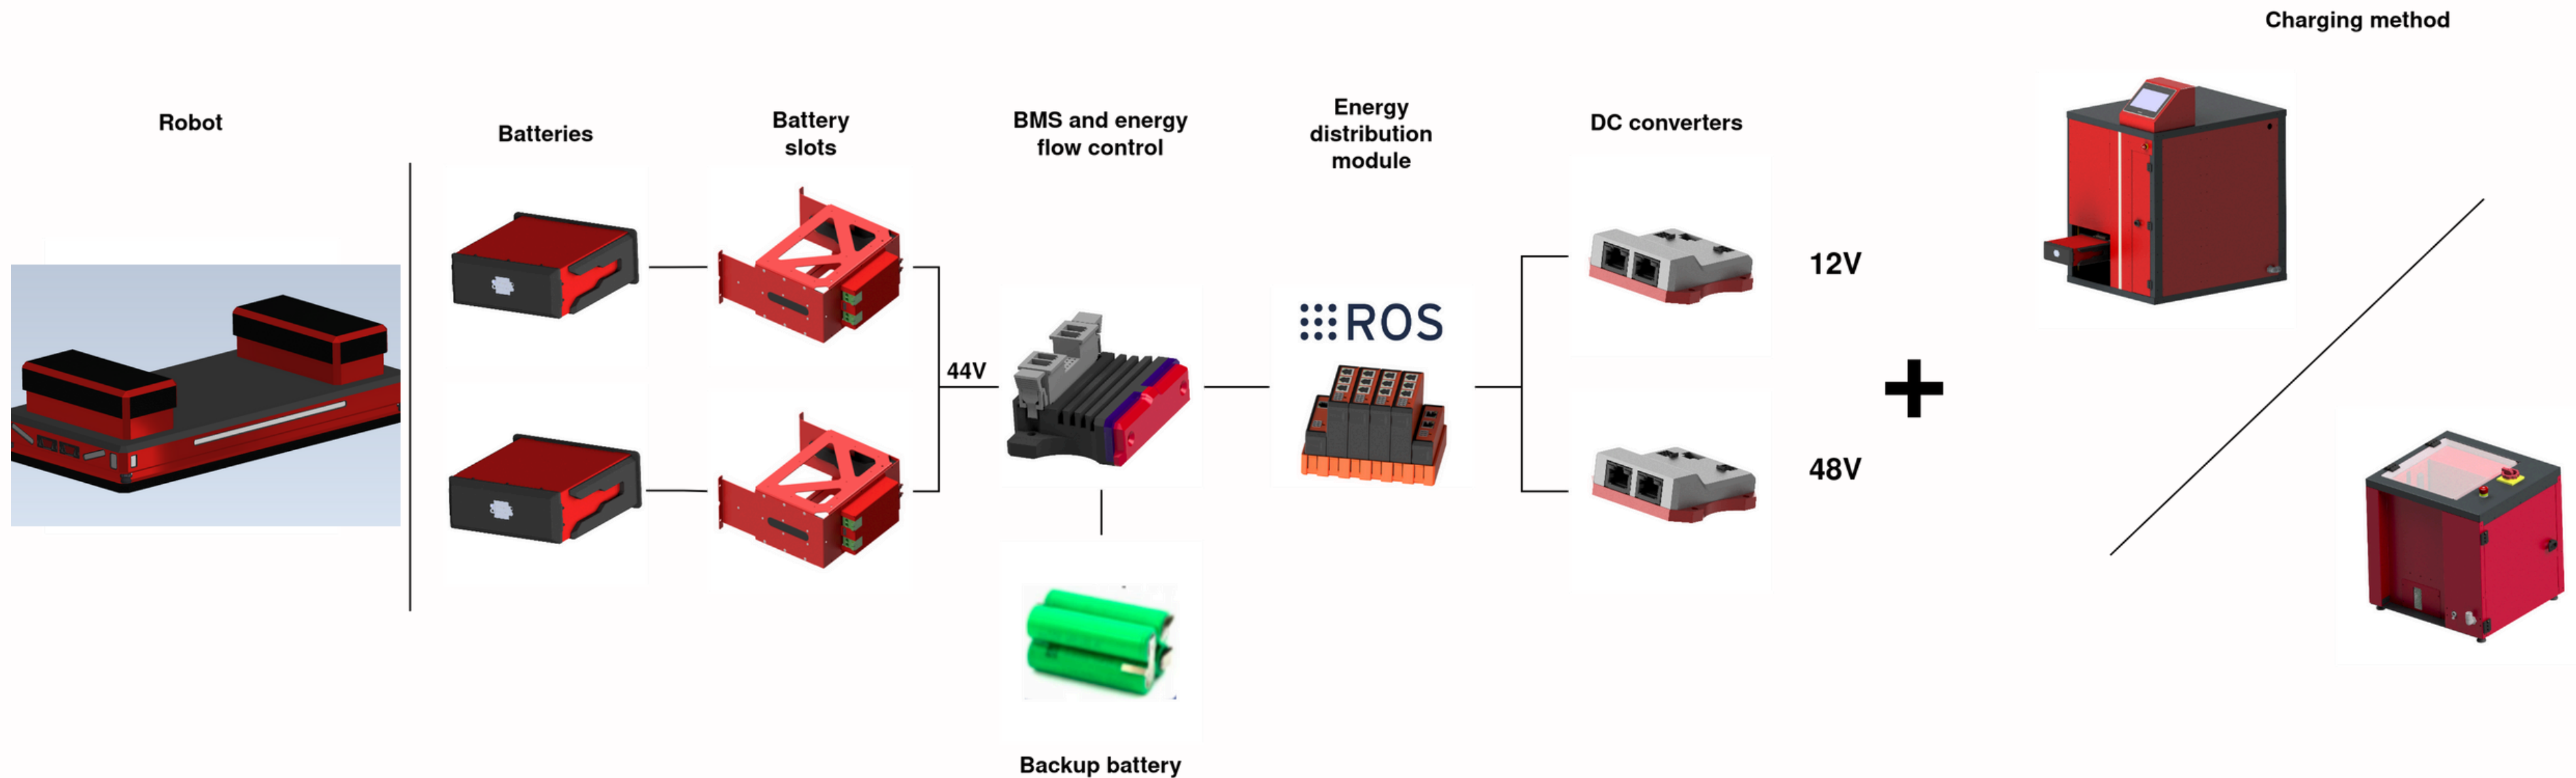 Charging method
Robot
Batteries
Battery
slots
BMS and energy
flow control
Energy
distribution
module
DC converters
12V
ROS
44V
48V
Backup battery